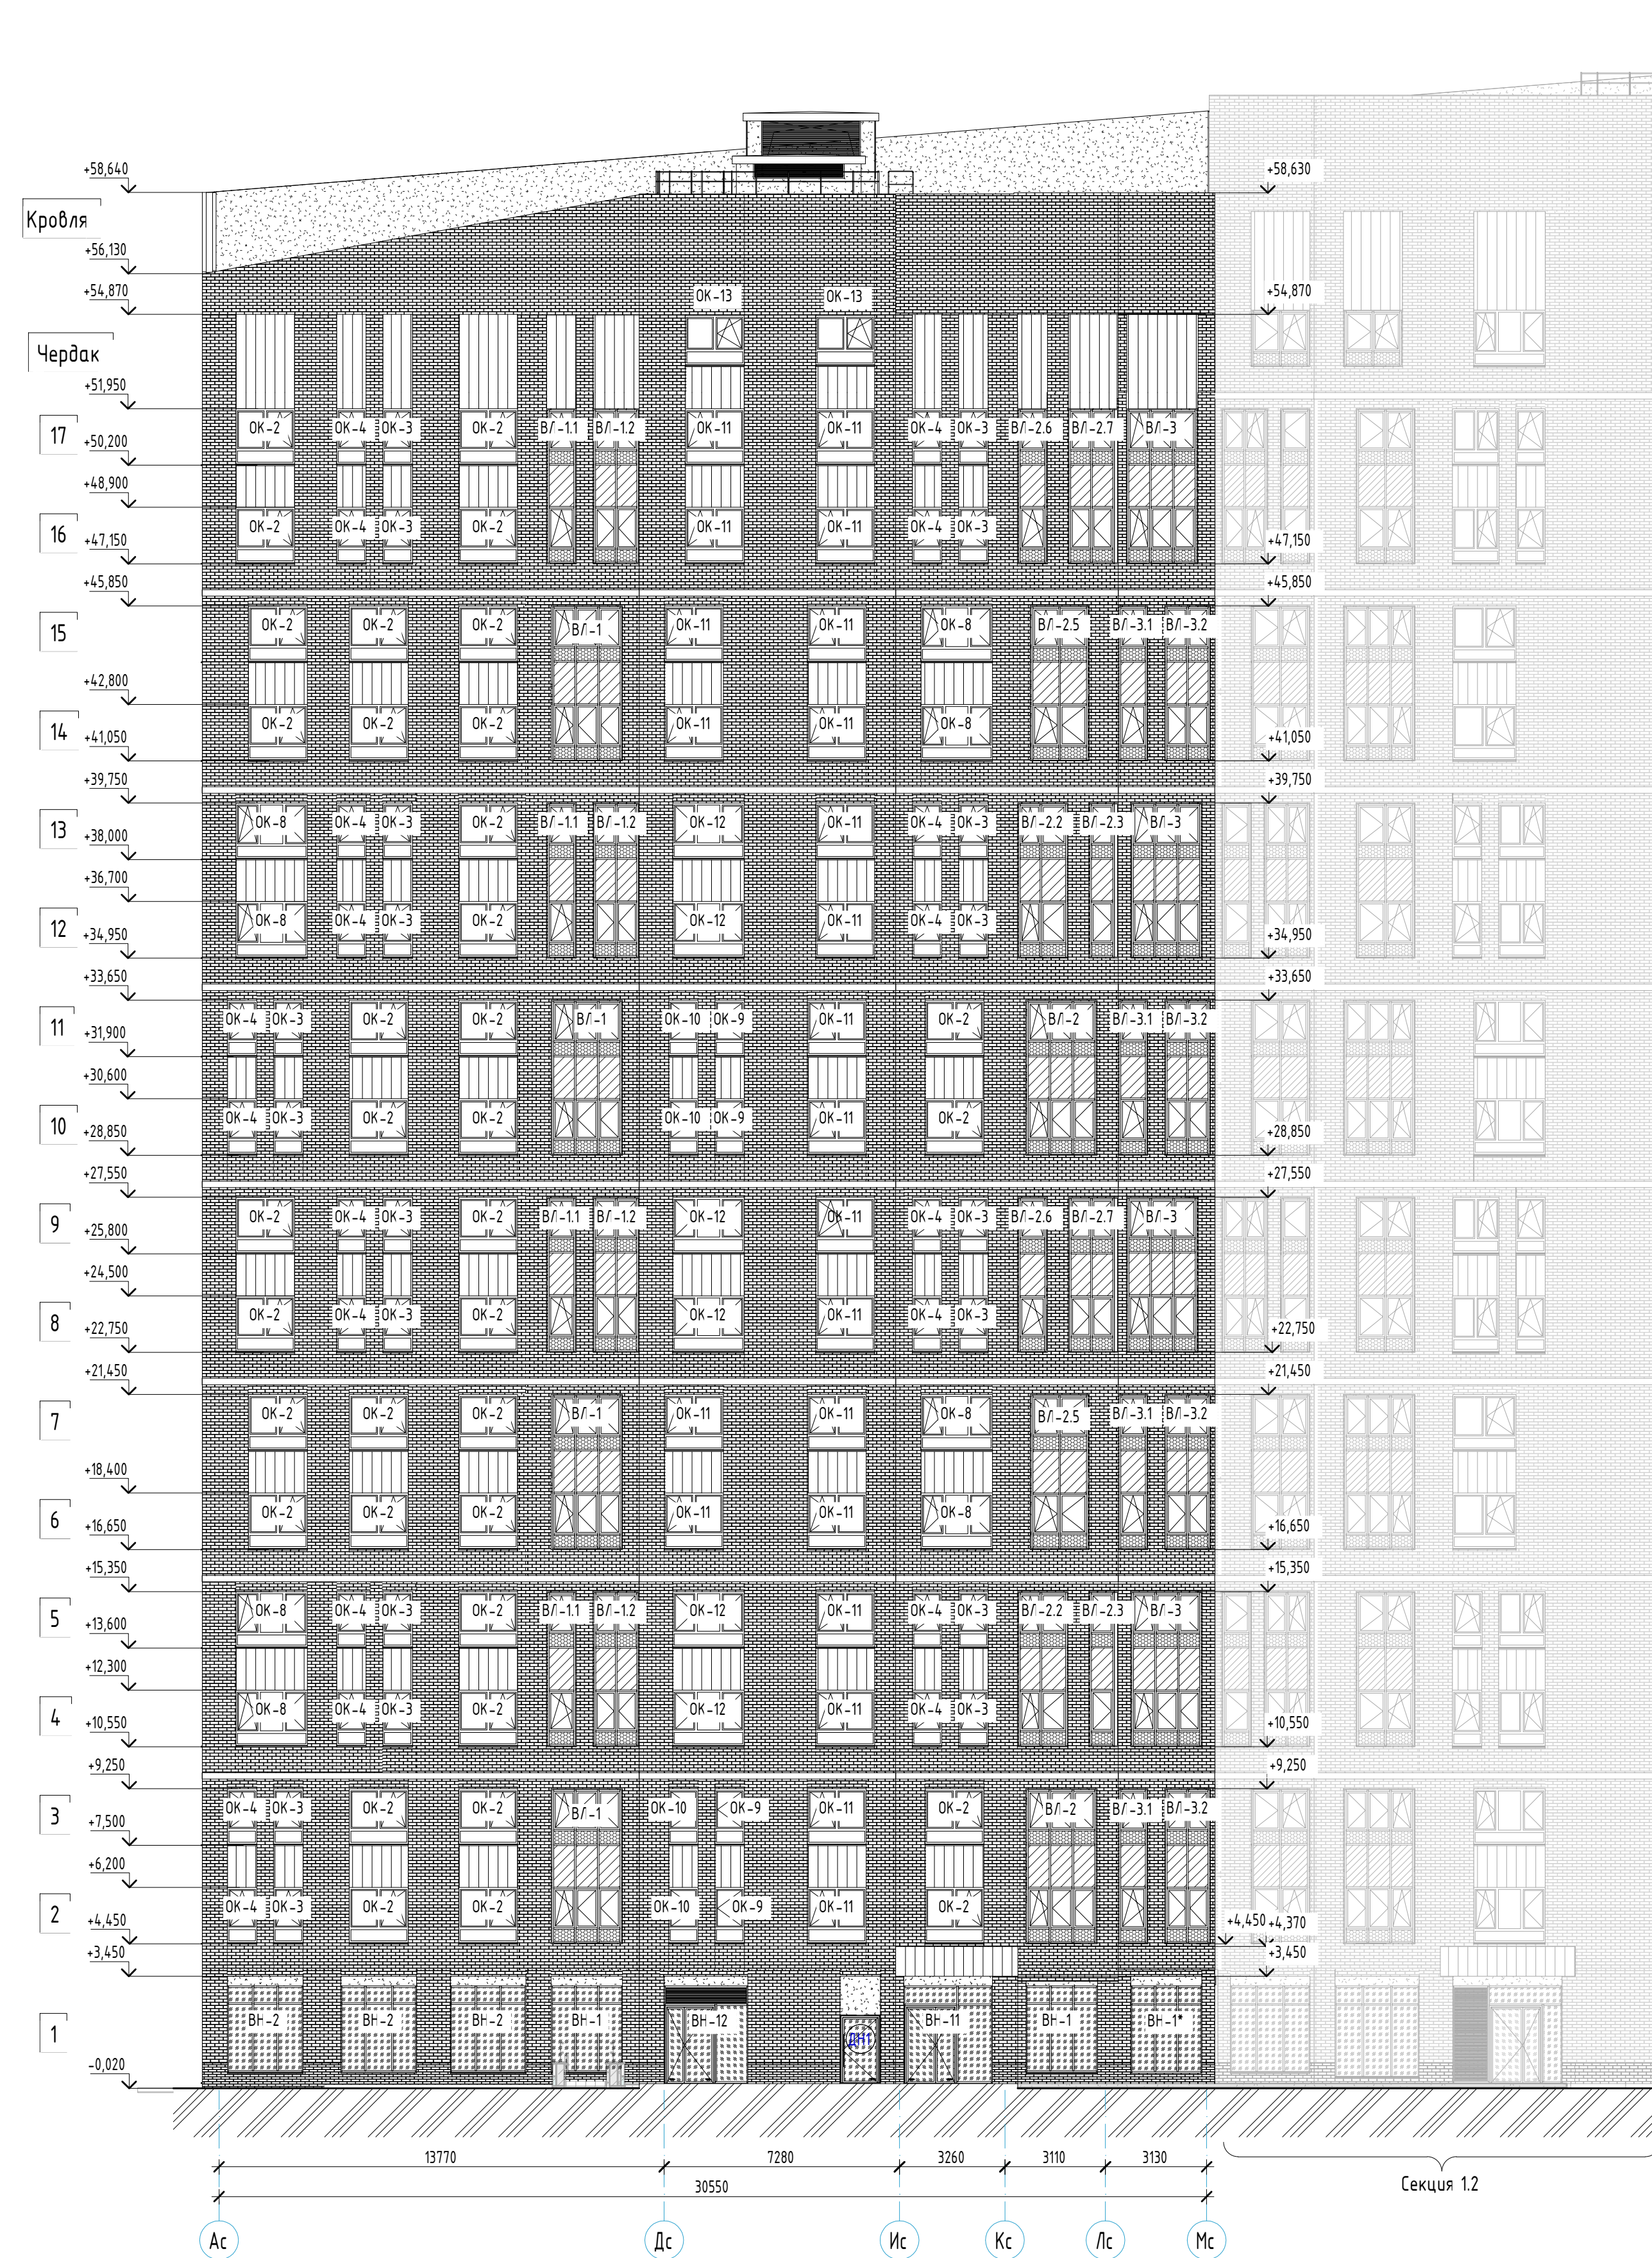 +58,640 +58,630
Кровля
+56,130
+54,870 ОК-13 ОК-13 +54,870
Чердак
+51,950
17 ОК-2 ОК-4 ОК-3 ОК-2 ВЛ-1.1 ВЛ-1.2 ОК-11 ОК-11 ОК-4 ОК-3 ВЛ-2.6 ВЛ-2.7 ВЛ-3
+50,200
+48,900
16 ОК-2 ОК-4 ОК-3 ОК-2 ОК-11 ОК-11 ОК-4 ОК-3
+47,150 +47,150
+45,850 +45,850
15 ОК-2 ОК-2 ОК-2 ВЛ-1 ОК-11 ОК-11 ОК-8 ВЛ-2.5 ВЛ-3.1 ВЛ-3.2
+42,800
14 ОК-2 ОК-2 ОК-2 ОК-11 ОК-11 ОК-8
+41,050 +41,050
+39,750 +39,750
13 ОК-8 ОК-4 ОК-3 ОК-2 ВЛ-1.1 ВЛ-1.2 ОК-12 ОК-11 ОК-4 ОК-3 ВЛ-2.2 ВЛ-2.3 ВЛ-3
+38,000
+36,700
12 ОК-8 ОК-4 ОК-3 ОК-2 ОК-12 ОК-11 ОК-4 ОК-3
+34,950 +34,950
+33,650 +33,650
11 ОК-4 ОК-3 ОК-2 ОК-2 ВЛ-1 ОК-10 ОК-9 ОК-11 ОК-2 ВЛ-2 ВЛ-3.1 ВЛ-3.2
+31,900
+30,600
10 ОК-4 ОК-3 ОК-2 ОК-2 ОК-10 ОК-9 ОК-11 ОК-2
+28,850 +28,850
+27,550 +27,550
9 ОК-2 ОК-4 ОК-3 ОК-2 ВЛ-1.1 ВЛ-1.2 ОК-12 ОК-11 ОК-4 ОК-3 ВЛ-2.6 ВЛ-2.7 ВЛ-3
+25,800
+24,500
8 ОК-2 ОК-4 ОК-3 ОК-2 ОК-12 ОК-11 ОК-4 ОК-3
+22,750 +22,750
+21,450 +21,450
7 ОК-2 ОК-2 ОК-2 ВЛ-1 ОК-11 ОК-11 ОК-8 ВЛ-2.5 ВЛ-3.1 ВЛ-3.2
+18,400
6 ОК-2 ОК-2 ОК-2 ОК-11 ОК-11 ОК-8
+16,650 +16,650
+15,350 +15,350
5 ОК-8 ОК-4 ОК-3 ОК-2 ВЛ-1.1 ВЛ-1.2 ОК-12 ОК-11 ОК-4 ОК-3 ВЛ-2.2 ВЛ-2.3 ВЛ-3
+13,600
+12,300
4 ОК-8 ОК-4 ОК-3 ОК-2 ОК-12 ОК-11 ОК-4 ОК-3
+10,550 +10,550
+9,250 +9,250
3 ОК-4 ОК-3 ОК-2 ОК-2 ВЛ-1 ОК-10 ОК-9 ОК-11 ОК-2 ВЛ-2 ВЛ-3.1 ВЛ-3.2
+7,500
+6,200
2 ОК-4 ОК-3 ОК-2 ОК-2 ОК-10 ОК-9 ОК-11 ОК-2
+4,450 +4,450 +4,370
+3,450 +3,450
1 ВН-2 ВН-2 ВН-2 ВН-1 ВН-12 ДН1 ВН-11 ВН-1 ВН-1*
-0,020
13770 7280 3260 3110 3130
30550
Секция 1.2
Ас Дс Ис Кс Лс Мс